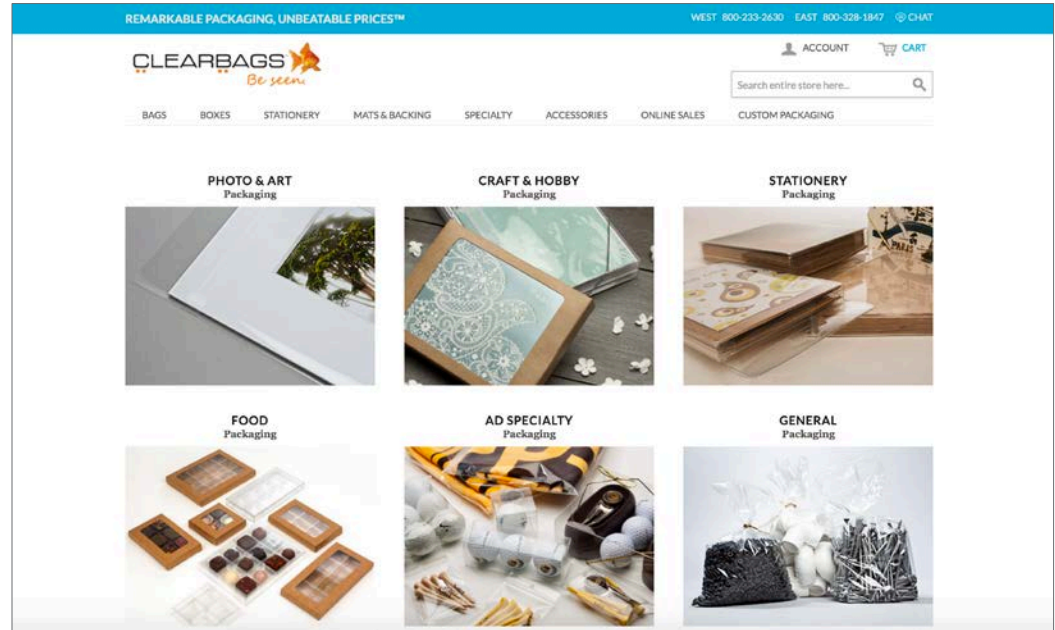 REMARKABLE PACKAGING, UNBEATABLE PRICES™
WEST 800-233-2630 EAST 800-328-1847 CHAT
CLEARBAGS
Be seen.
ACCOUNT CART
Search entire store here...
BAGS BOXES STATIONERY MATS & BACKING SPECIALTY ACCESSORIES ONLINE SALES CUSTOM PACKAGING
PHOTO & ART
Packaging
CRAFT & HOBBY
Packaging
STATIONERY
Packaging
PARIS
FOOD
Packaging
AD SPECIALTY
Packaging
GENERAL
Packaging